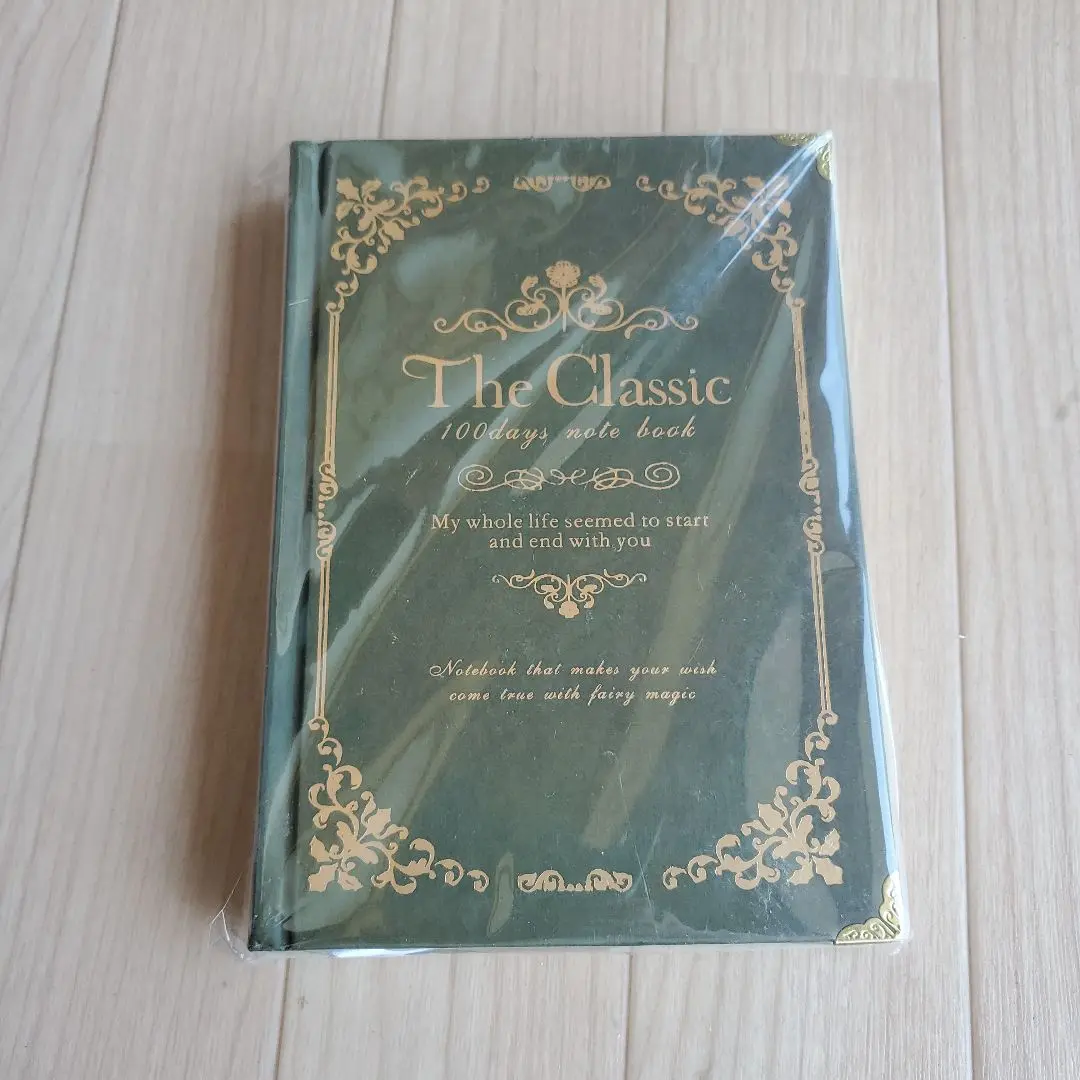 The Classic
100days note book
My whole life seemed to start
and end with you
Notebook that makes your wish
come true with fairy magic